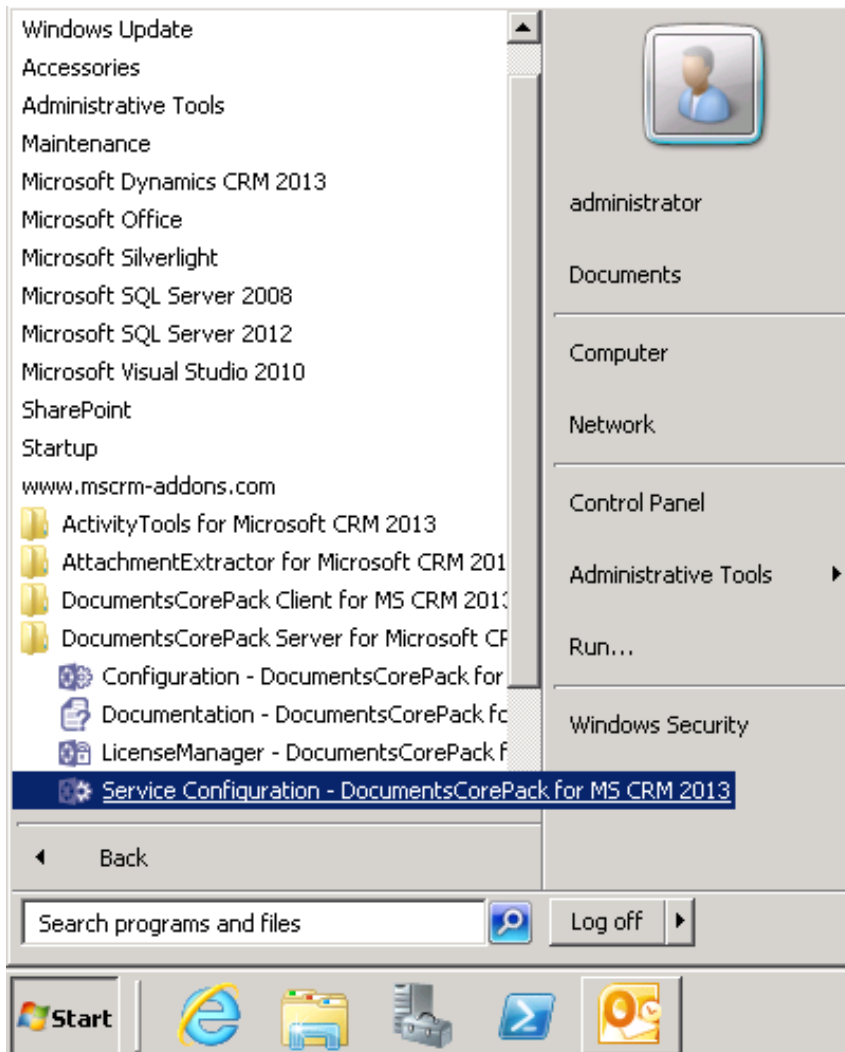 Windows Update
Accessories
Administrative Tools
Maintenance
Microsoft Dynamics CRM 2013
Microsoft Office
Microsoft Silverlight
Microsoft SQL Server 2008
Microsoft SQL Server 2012
Microsoft Visual Studio 2010
SharePoint
Startup
www.mscrm-addons.com
ActivityTools for Microsoft CRM 2013
AttachmentExtractor for Microsoft CRM 201
DocumentsCorePack Client for MS CRM 2013
DocumentsCorePack Server for Microsoft CR
Configuration - DocumentsCorePack for
Documentation - DocumentsCorePack fo
LicenseManager - DocumentsCorePack f
Service Configuration - DocumentsCorePack for MS CRM 2013
Back
Search programs and files
administrator
Documents
Computer
Network
Control Panel
Administrative Tools
Run...
Windows Security
Log off
Start